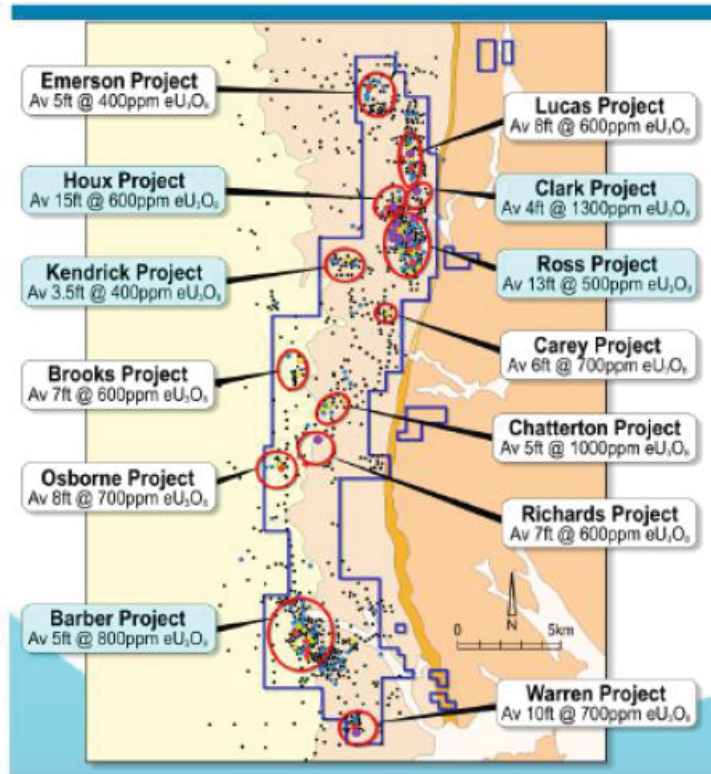 Emerson Project
Av 5ft @ 400ppm eU₃O₈
Lucas Project
Av 8ft @ 600ppm eU₃O₈
Houx Project
Av 15ft @ 600ppm eU₃O₈
Clark Project
Av 4ft @ 1300ppm eU₃O₈
Kendrick Project
Av 3.5ft @ 400ppm eU₃O₈
Ross Project
Av 13ft @ 500ppm eU₃O₈
Carey Project
Av 6ft @ 700ppm eU₃O₈
Brooks Project
Av 7ft @ 600ppm eU₃O₈
Chatterton Project
Av 5ft @ 1000ppm eU₃O₈
Osborne Project
Av 8ft @ 700ppm eU₃O₈
Richards Project
Av 7ft @ 600ppm eU₃O₈
Barber Project
Av 5ft @ 800ppm eU₃O₈
N
0 5km
Warren Project
Av 10ft @ 700ppm eU₃O₈